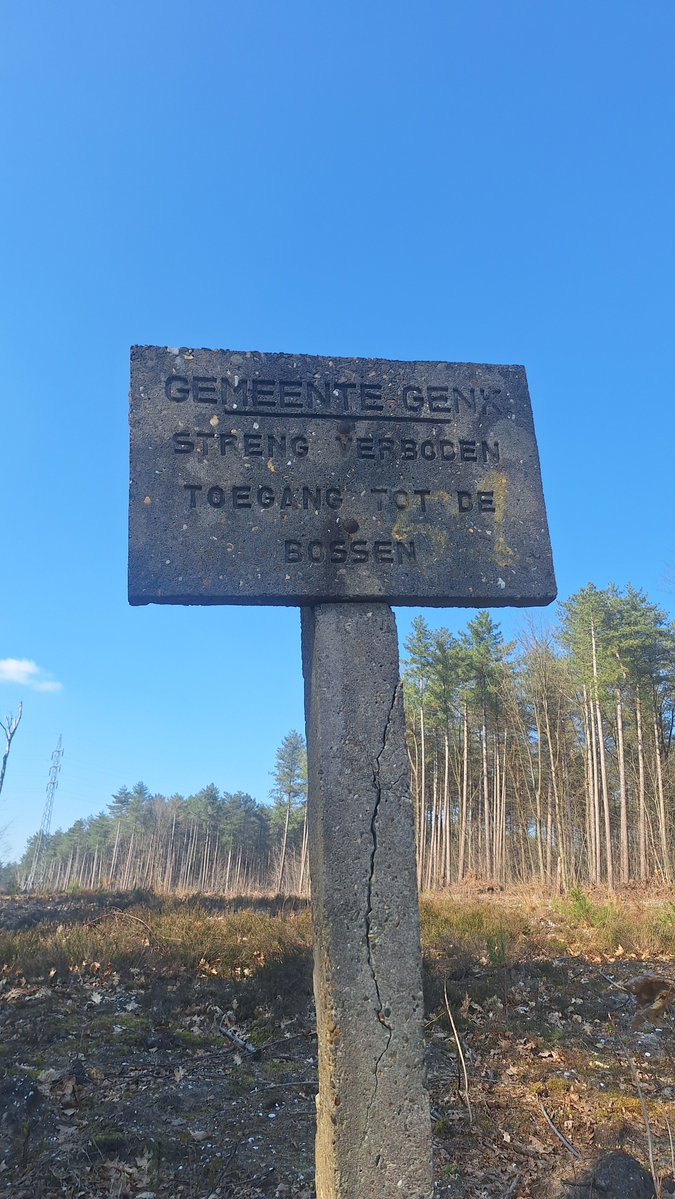 GEMEENTE GENK
STRENG VERBODEN
TOEGANG TOT DE
BOSSEN